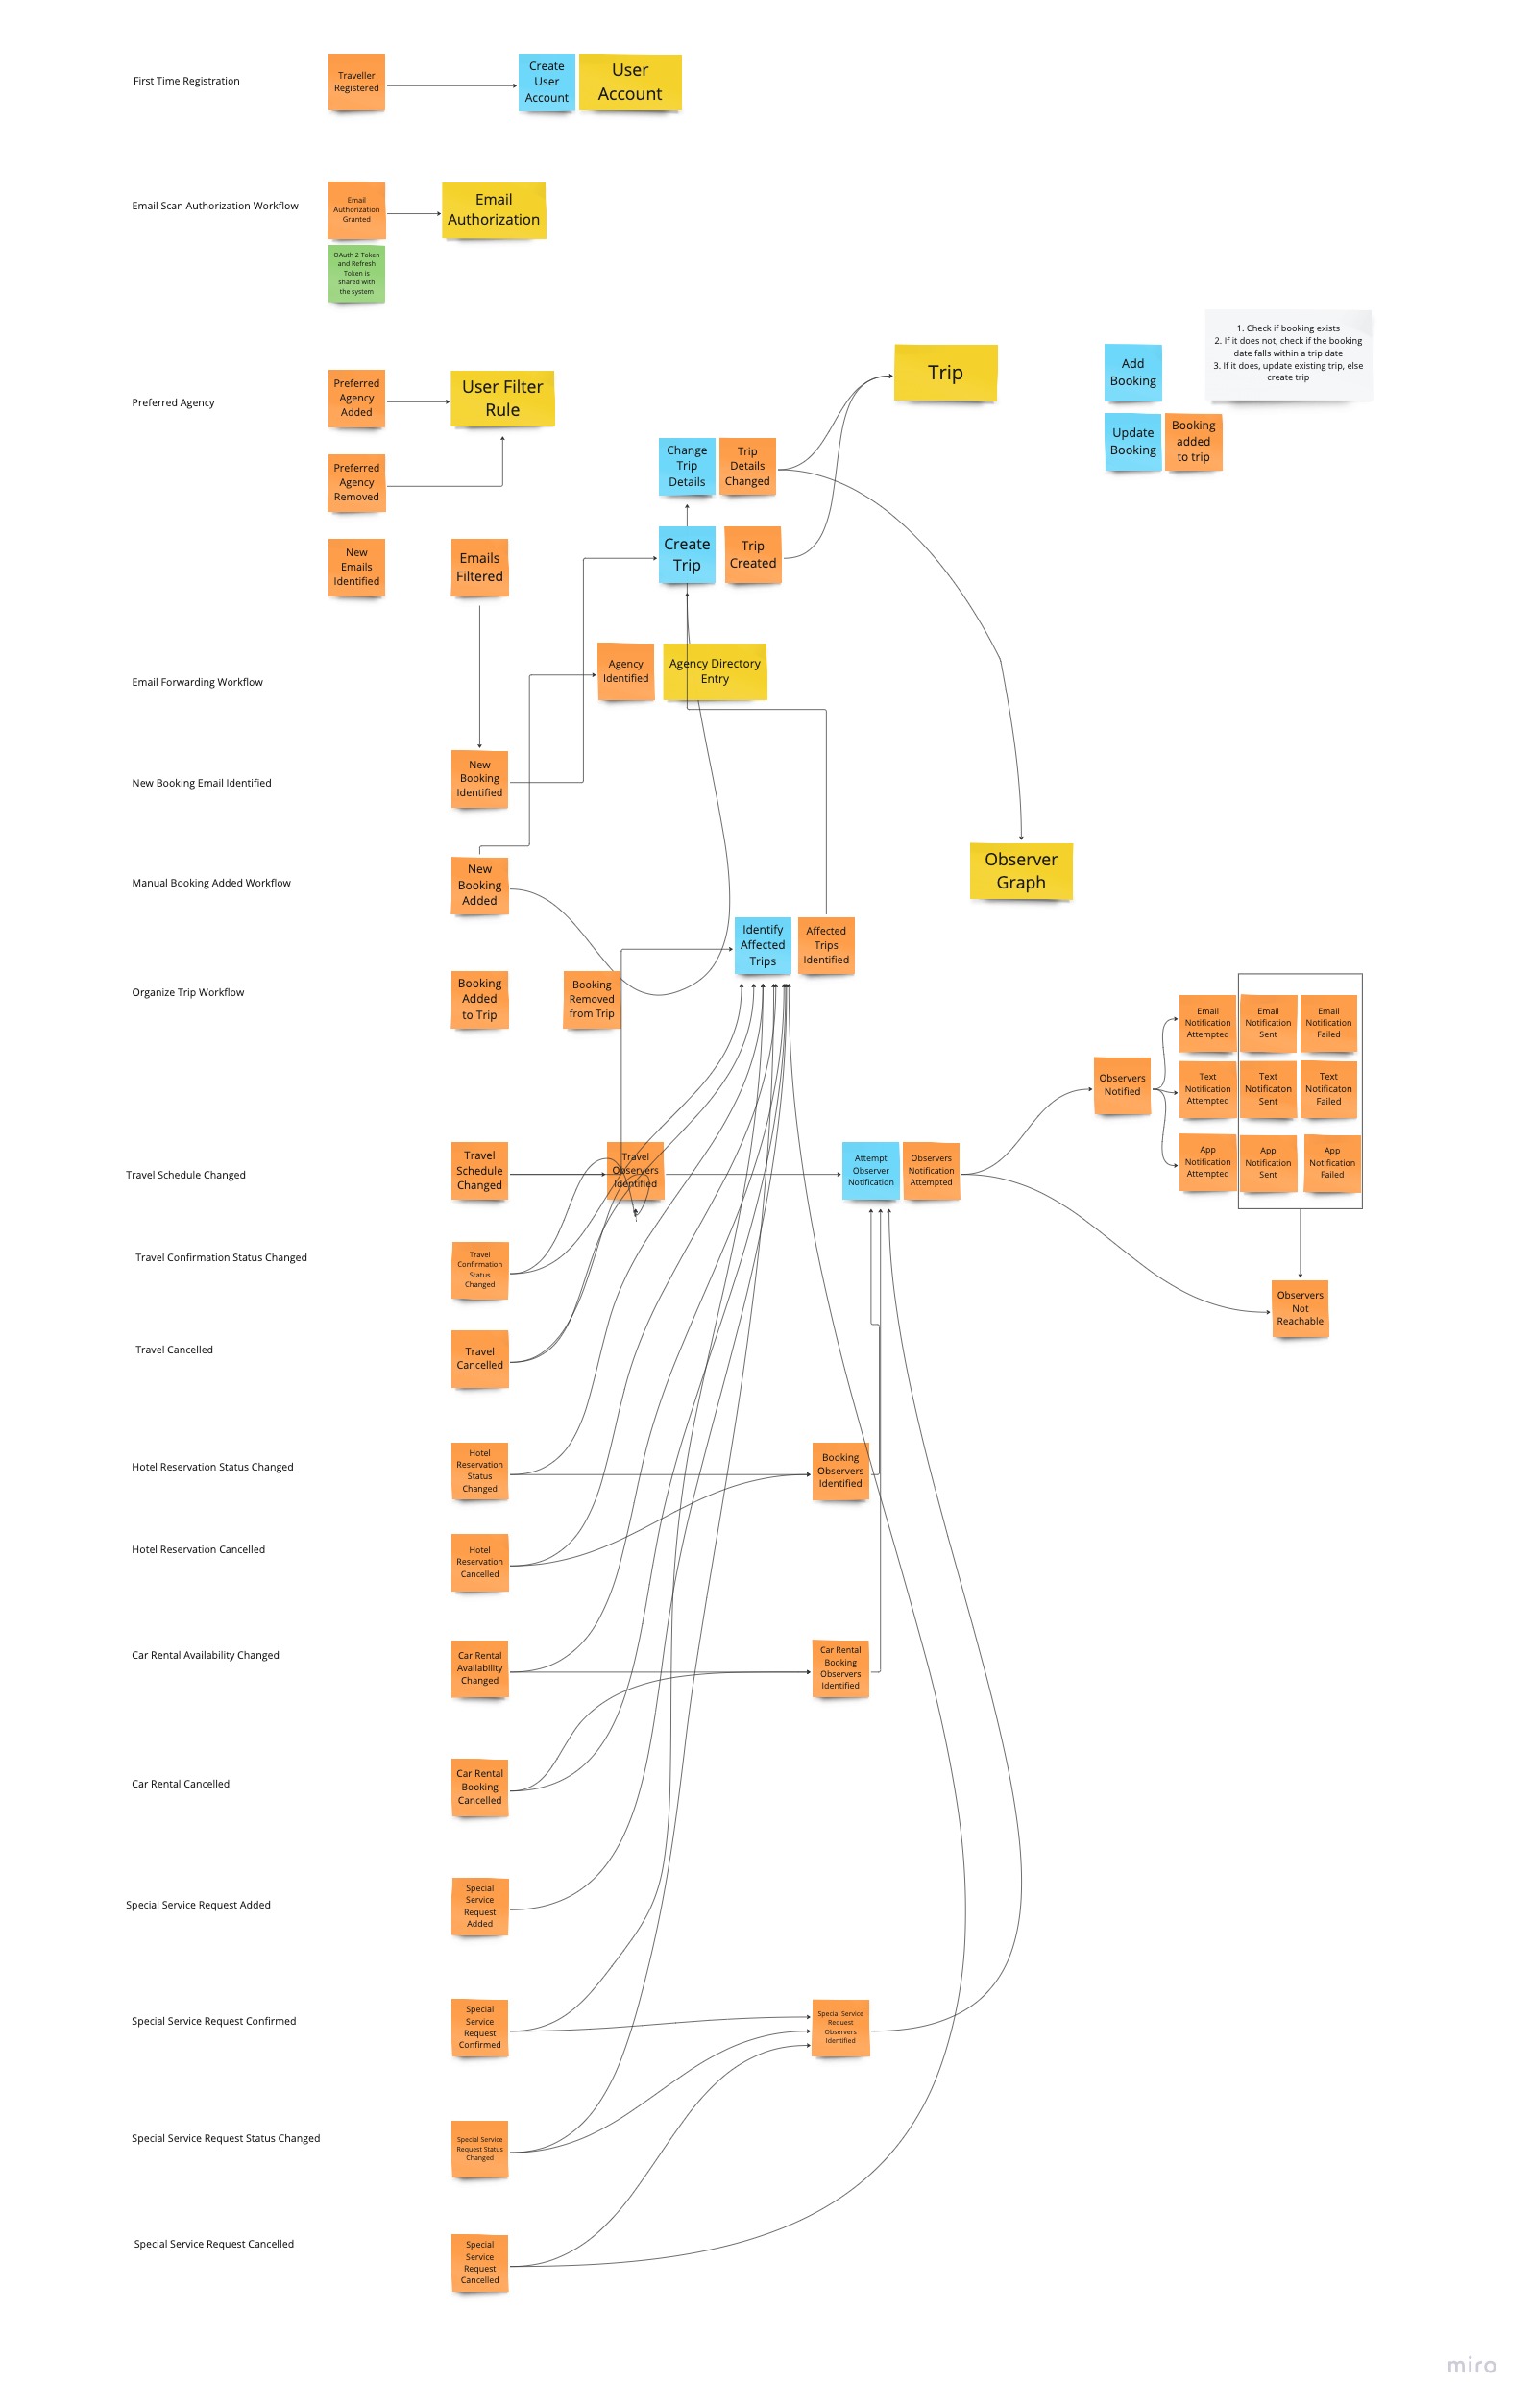 First Time Registration
Traveller
Registered
Create
User
Account
User
Account
Email Scan Authorization Workflow
Email
Authorization
Granted
Email
Authorization
OAuth 2 Token
and Refresh
Token is
shared with
the system
1. Check if booking exists
2. If it does not, check if the booking
date falls within a trip date
3. If it does, update existing trip, else
create trip
Trip
Add
Booking
Preferred Agency
Preferred
Agency
Added
User Filter
Rule
Update
Booking
Booking
added
to trip
Change
Trip
Details
Trip
Details
Changed
Preferred
Agency
Removed
New
Emails
Identified
Emails
Filtered
Create
Trip
Trip
Created
Email Forwarding Workflow
Agency
Identified
Agency Directory
Entry
New Booking Email Identified
New
Booking
Identified
Manual Booking Added Workflow
New
Booking
Added
Observer
Graph
Identify
Affected
Trips
Affected
Trips
Identified
Organize Trip Workflow
Booking
Added
to Trip
Booking
Removed
from Trip
Email
Notification
Attempted
Email
Notification
Sent
Email
Notification
Failed
Observers
Notified
Text
Notification
Attempted
Text
Notificaton
Sent
Text
Notificaton
Failed
App
Notification
Attempted
App
Notification
Sent
App
Notification
Failed
Travel Schedule Changed
Travel
Schedule
Changed
Travel
Observers
Identified
Attempt
Observer
Notification
Observers
Notification
Attempted
Travel Confirmation Status Changed
Travel
Confirmation
Status
Changed
Observers
Not
Reachable
Travel Cancelled
Travel
Cancelled
Hotel Reservation Status Changed
Hotel
Reservation
Status
Changed
Booking
Observers
Identified
Hotel Reservation Cancelled
Hotel
Reservation
Cancelled
Car Rental Availability Changed
Car Rental
Availability
Changed
Car Rental
Booking
Observers
Identified
Car Rental Cancelled
Car Rental
Booking
Cancelled
Special Service Request Added
Special
Service
Request
Added
Special Service Request Confirmed
Special
Service
Request
Confirmed
Special Service
Request
Observers
Identified
Special Service Request Status Changed
Special Service
Request Status
Changed
Special Service Request Cancelled
Special
Service
Request
Cancelled
miro